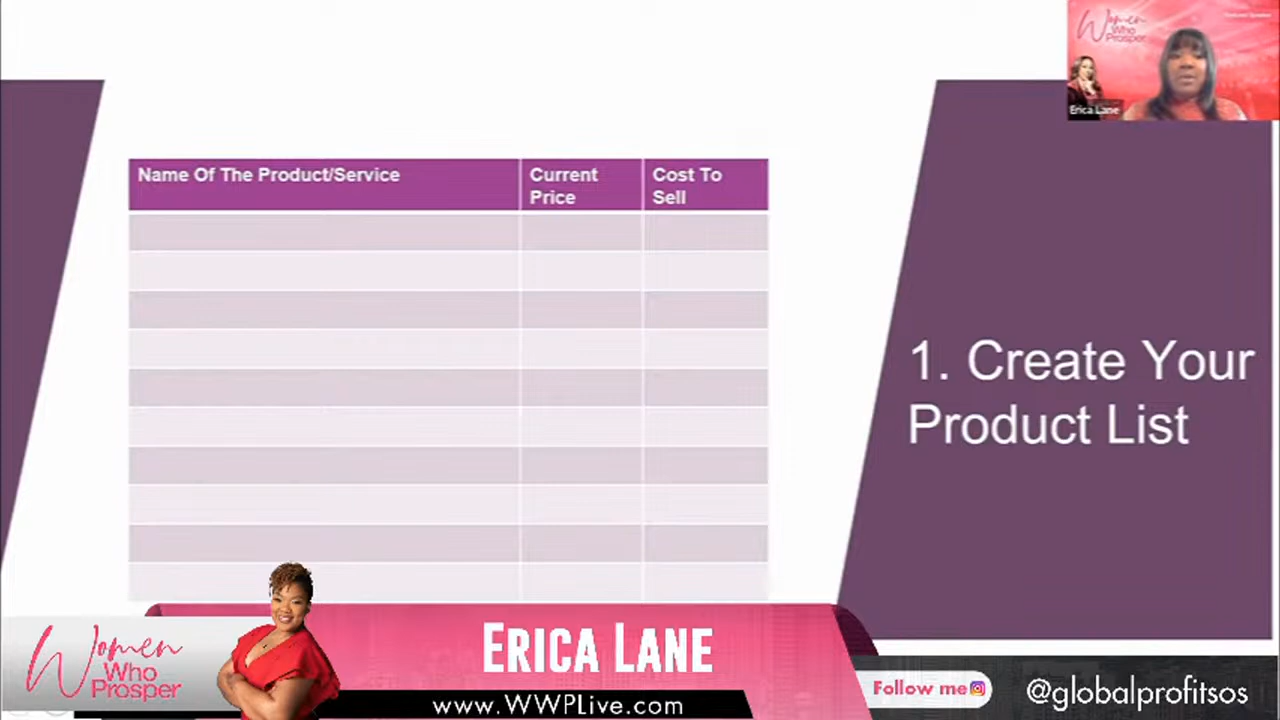 Women
Who
Prosper
Erica Lane
Name Of The Product/Service
Current
Price
Cost To
Sell
1. Create Your
Product List
Women
Who
Prosper
ERICA LANE
www.WWPLive.com
Follow me
@globalprofitsos